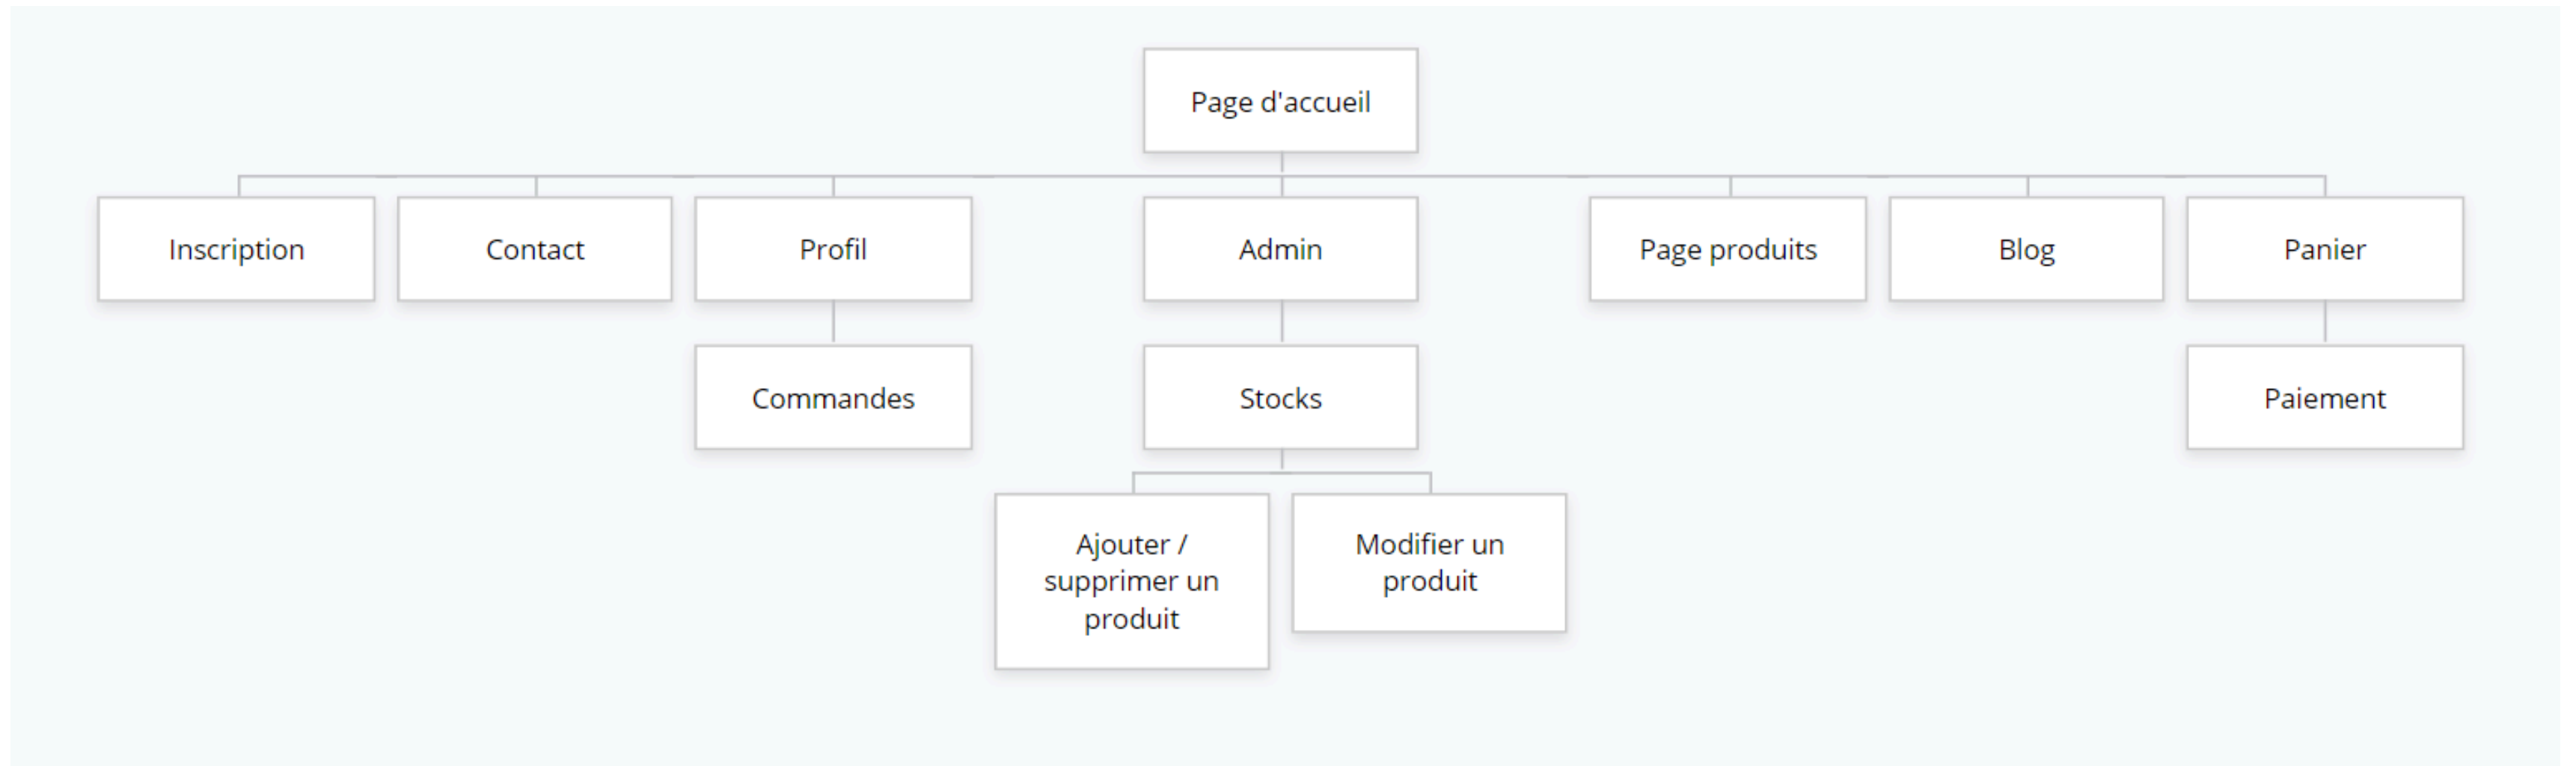 Page d'accueil
Inscription
Contact
Profil
Admin
Page produits
Blog
Panier
Commandes
Stocks
Paiement
Ajouter /
supprimer un
produit
Modifier un
produit